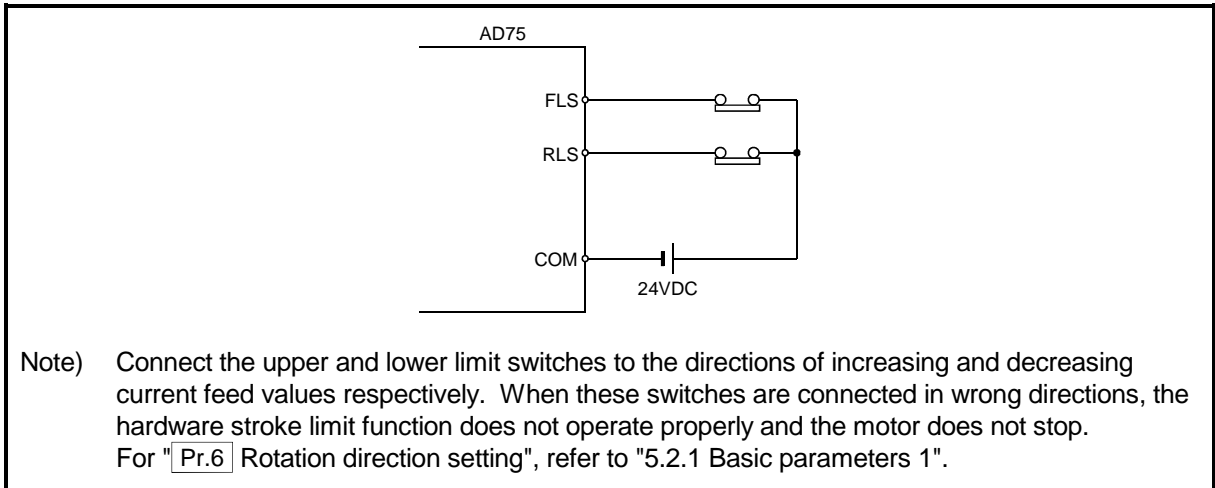 AD75
FLS
RLS
COM
24VDC
Note) Connect the upper and lower limit switches to the directions of increasing and decreasing
current feed values respectively. When these switches are connected in wrong directions, the
hardware stroke limit function does not operate properly and the motor does not stop.
For "Pr.6 Rotation direction setting", refer to "5.2.1 Basic parameters 1".